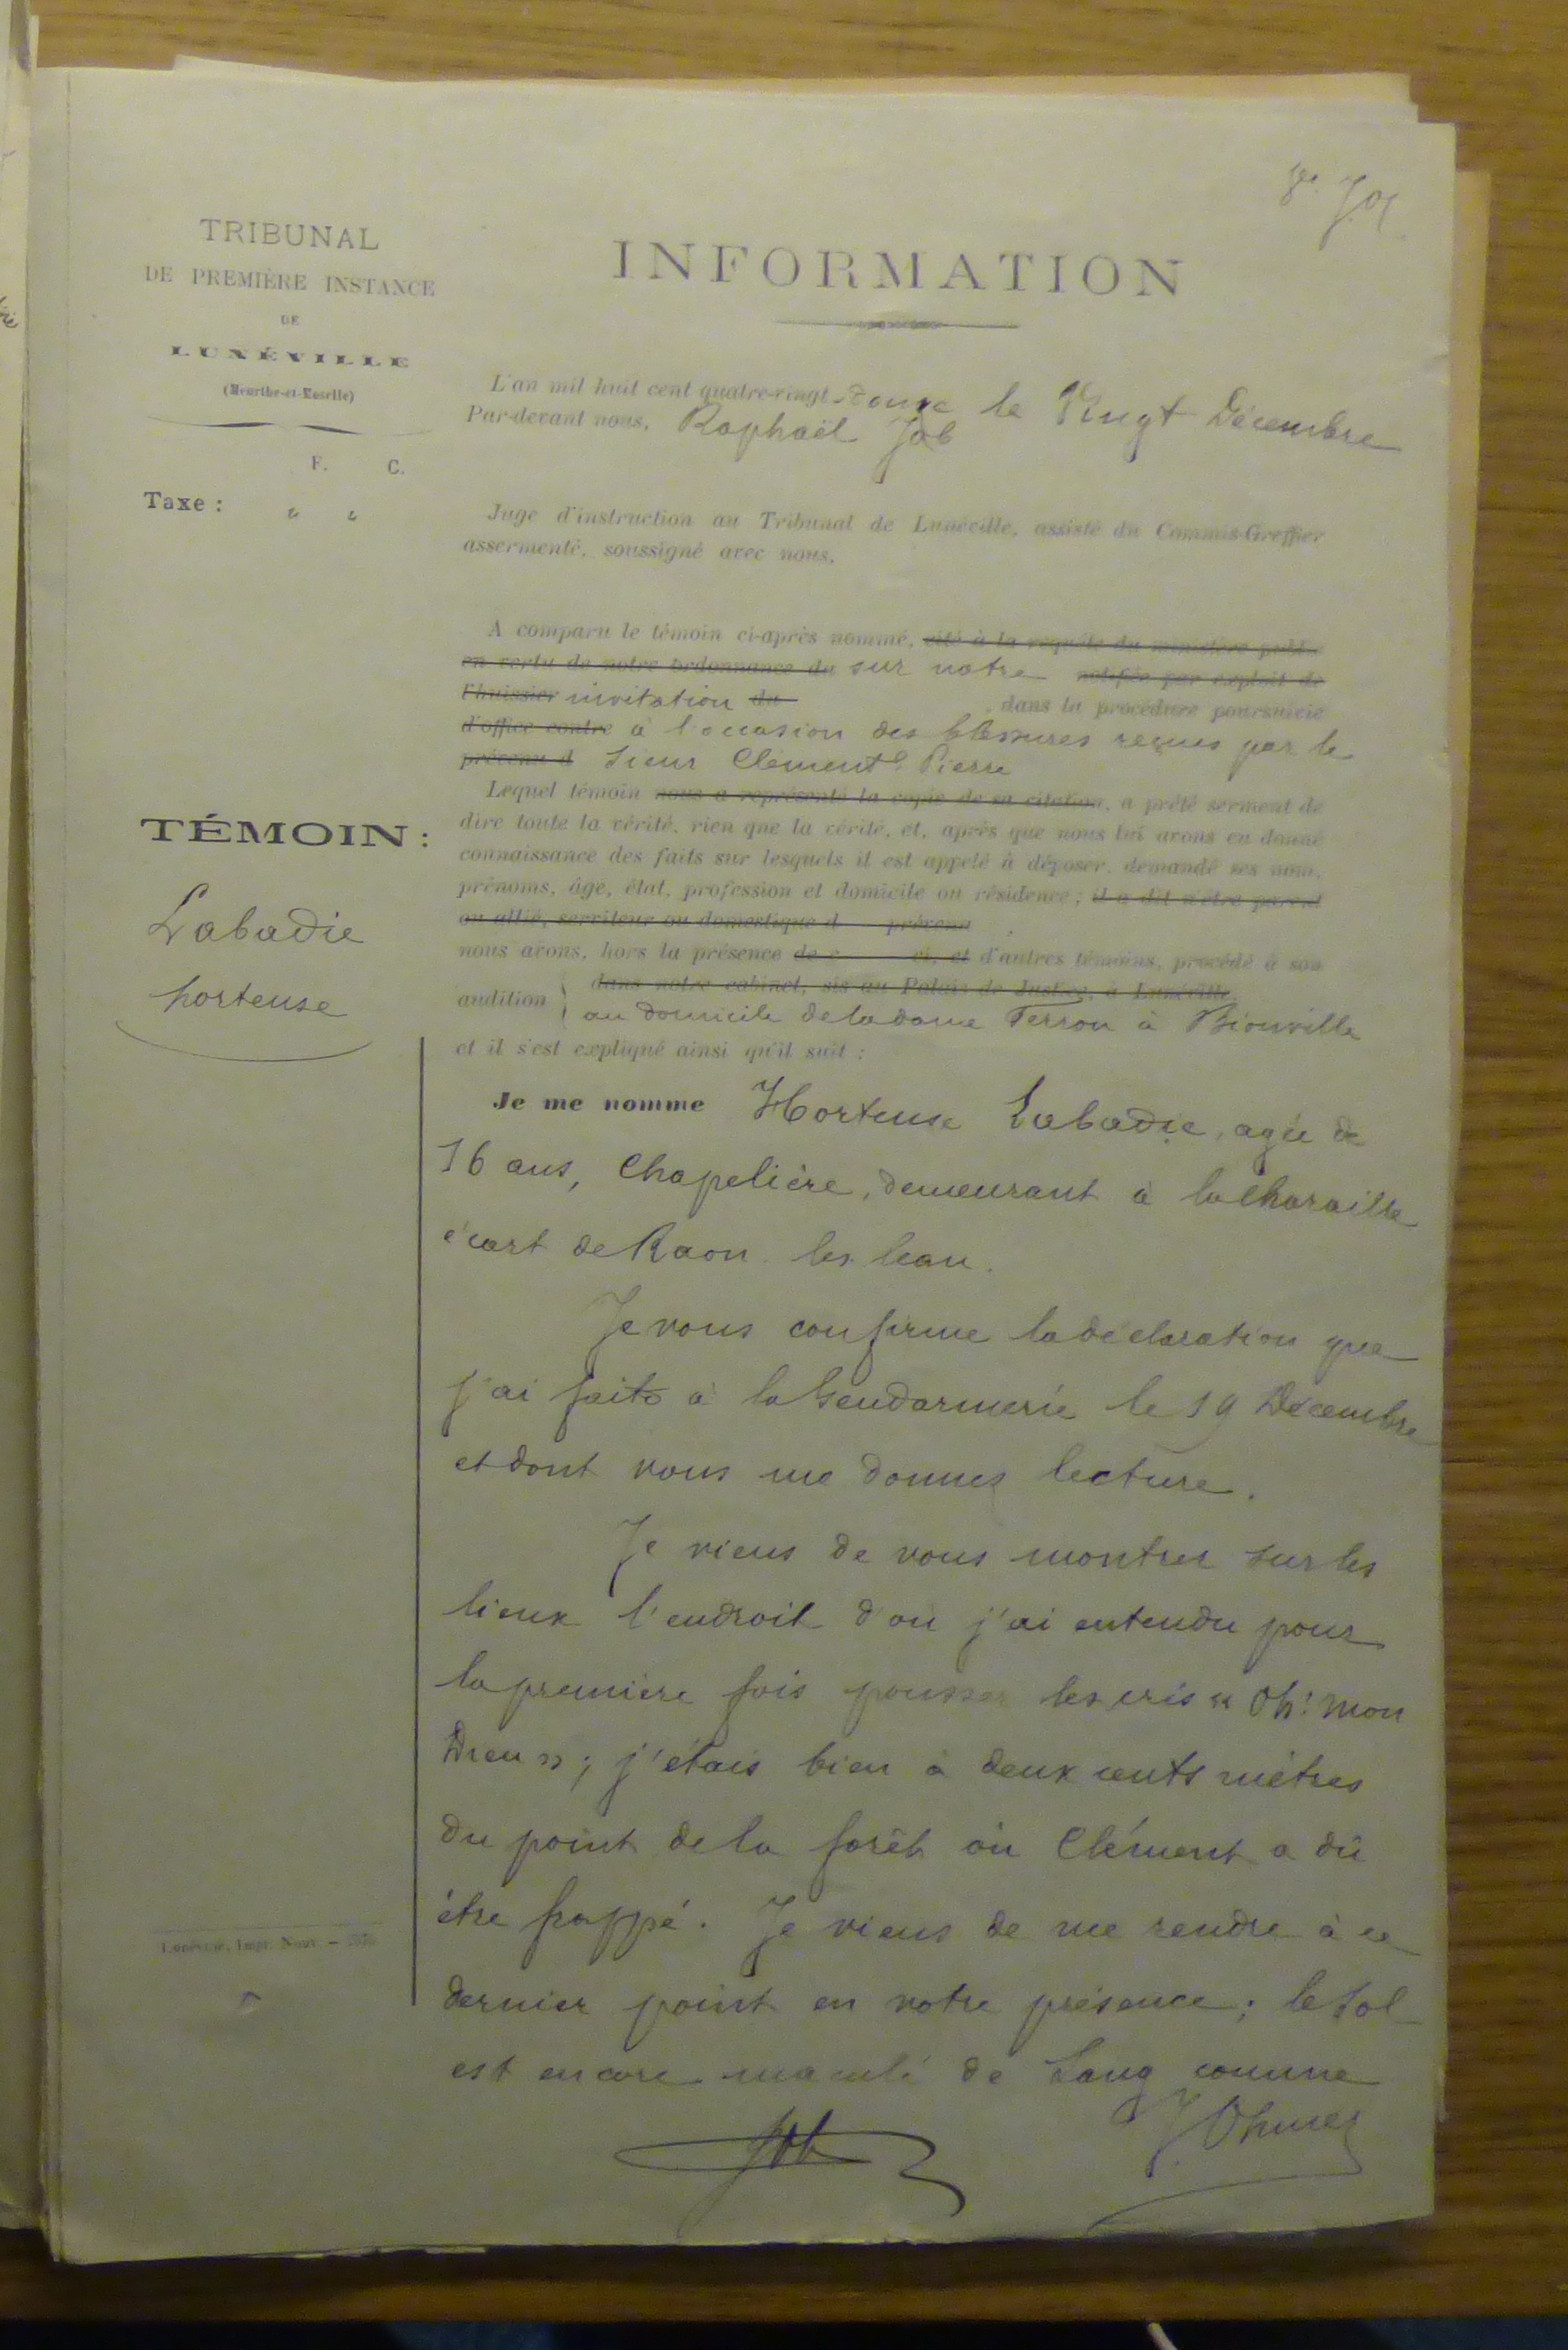 TRIBUNAL
DE PREMIÈRE INSTANCE
DE
LUNÉVILLE
(Meurthe-et-Moselle)
F. C.
Taxe : " "
INFORMATION
L'an mil huit cent quatre-vingt-douze le Vingt Décembre
Par-devant nous, Raphaël Job
Juge d'instruction au Tribunal de Lunéville, assisté du Commis-Greffier
assermenté, soussigné avec nous,
A comparu le témoin ci-après nommé, cité à la requête du ministère publ
en vertu de notre ordonnance du sur notre notifiée par exploit de
l'huissier invitation du , dans la procédure poursuivie
d'office contre à l'occasion des blessures reçues par le
prévenu d Sieur Clément Pierre
Lequel témoin nous a représenté la copie de sa citation, a prêté serment de
dire toute la vérité, rien que la vérité, et, après que nous lui avons eu donné
connaissance des faits sur lesquels il est appelé à déposer, demandé ses nom,
prénoms, âge, état, profession et domicile ou résidence ; il a dit n'être parent
ou allié, serviteur ou domestique d prévenu
nous avons, hors la présence de c ci, et d'autres témoins, procédé à son
audition { dans notre cabinet, sis au Palais de Justice, à Lunéville
au domicile de la dame Ferron à Bionville
et il s'est expliqué ainsi qu'il suit :
TÉMOIN :
Labadie
hortense
Je me nomme Hortense Labadie, agée de
16 ans, Chapelière, demeurant à la Charaille
écart de Raon les leau.
Je vous confirme la déclaration que
j'ai faite à la Gendarmerie le 19 Décembre
et dont vous me donnez lecture.
Je viens de vous montrer sur les
lieux l'endroit d'où j'ai entendu pour
la première fois pousser les cris « Oh! mon
Dieu »; j'étais bien à deux cents mètres
du point de la forêt où Clément a dû
être frappé. Je viens de me rendre à ce
dernier point en votre présence; le sol
est encore maculé de sang comme
Lunéville, Impr. Nouv. —
Job